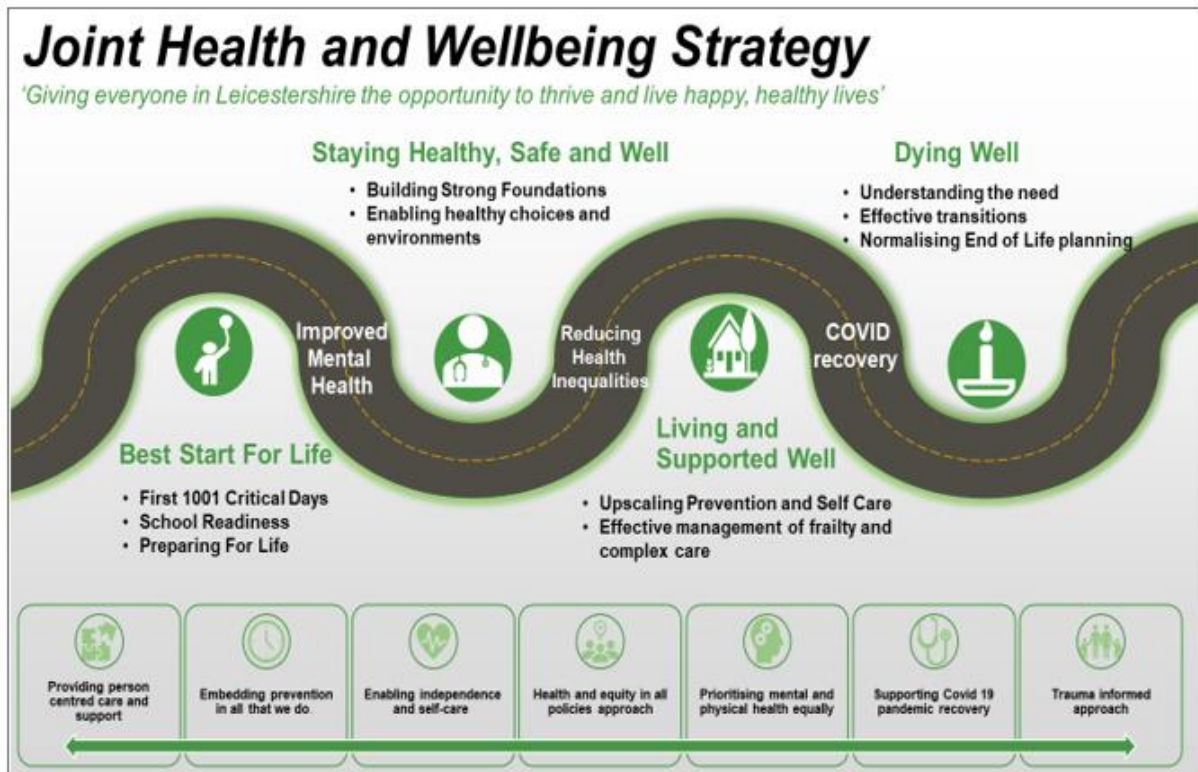 Joint Health and Wellbeing Strategy
'Giving everyone in Leicestershire the opportunity to thrive and live happy, healthy lives'
Staying Healthy, Safe and Well
• Building Strong Foundations
• Enabling healthy choices and
environments
Dying Well
• Understanding the need
• Effective transitions
• Normalising End of Life planning
Improved
Mental
Health
Reducing
Health
Inequalities
COVID
recovery
Best Start For Life
• First 1001 Critical Days
• School Readiness
• Preparing For Life
Living and
Supported Well
• Upscaling Prevention and Self Care
• Effective management of frailty and
complex care
Providing person
centred care and
support
Embedding prevention
in all that we do
Enabling independence
and self-care
Health and equity in all
policies approach
Prioritising mental and
physical health equally
Supporting Covid 19
pandemic recovery
Trauma informed
approach